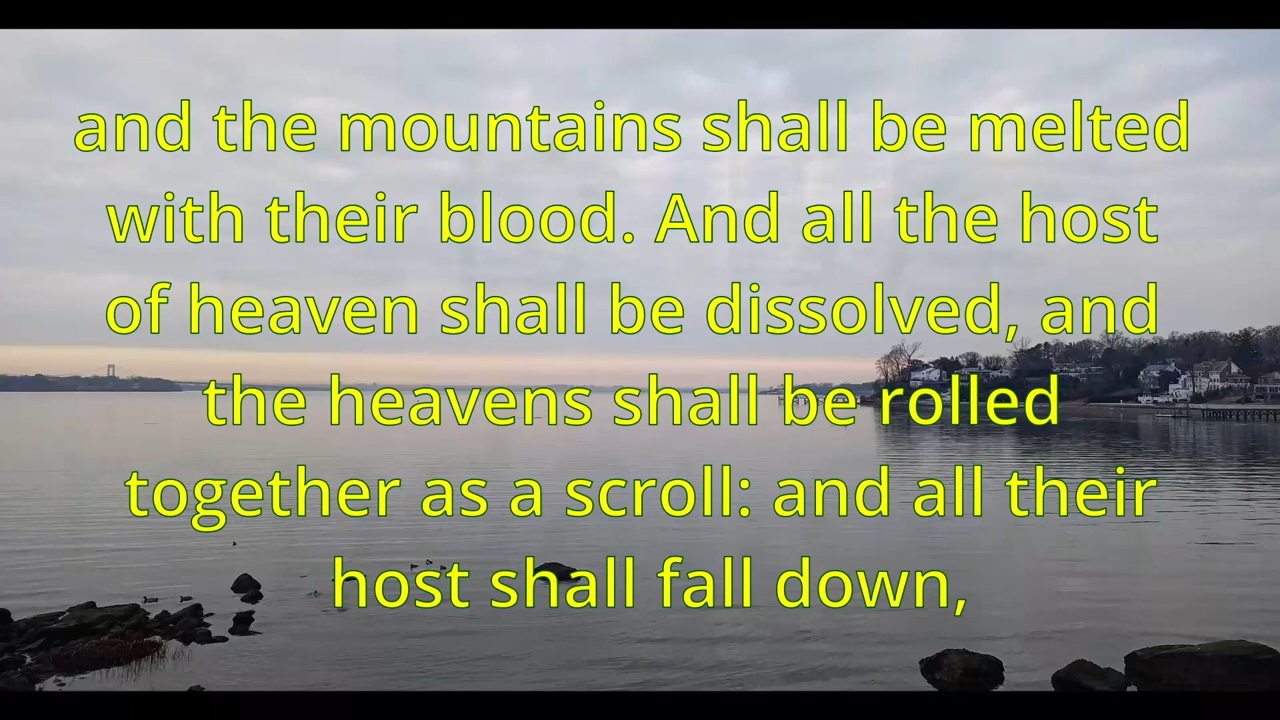 and the mountains shall be melted
with their blood. And all the host
of heaven shall be dissolved, and
the heavens shall be rolled
together as a scroll: and all their
host shall fall down,